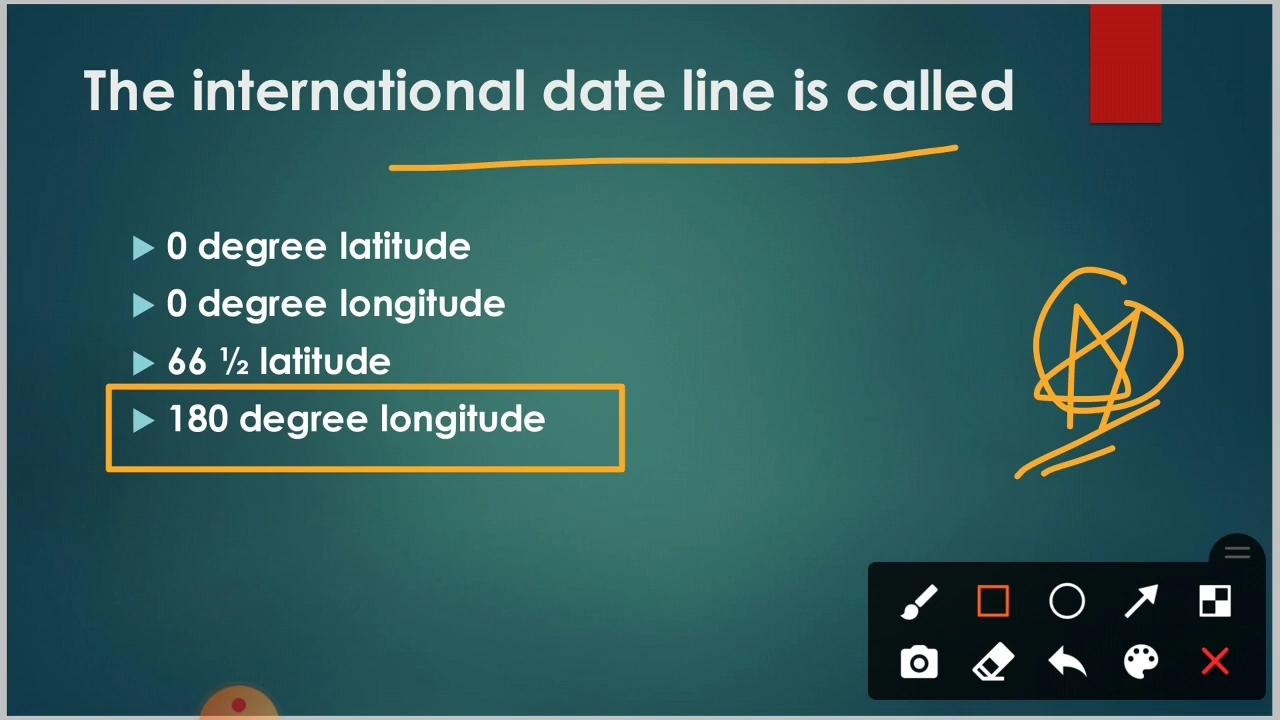 The international date line is called
0 degree latitude
0 degree longitude
66 ½ latitude
180 degree longitude